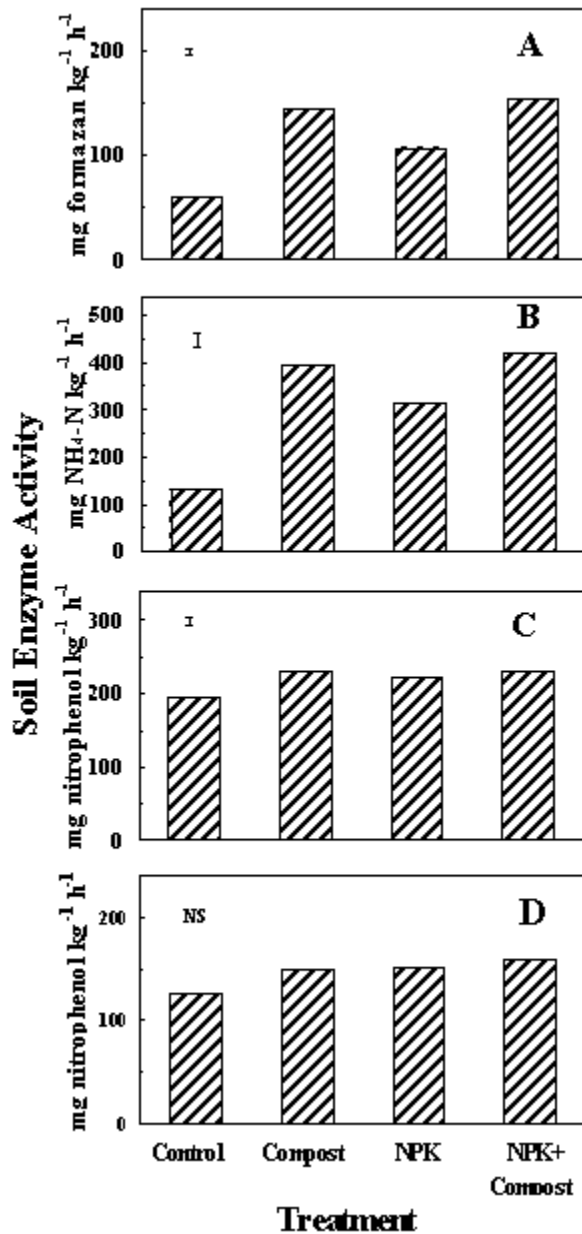 Soil Enzyme Activity
mg formazan kg⁻¹ h⁻¹
200
100
0
A
mg NH₄-N kg⁻¹ h⁻¹
500
400
300
200
100
0
B
mg nitrophenol kg⁻¹ h⁻¹
300
200
100
0
C
mg nitrophenol kg⁻¹ h⁻¹
200
100
0
NS
D
Control Compost NPK NPK+
Compost
Treatment